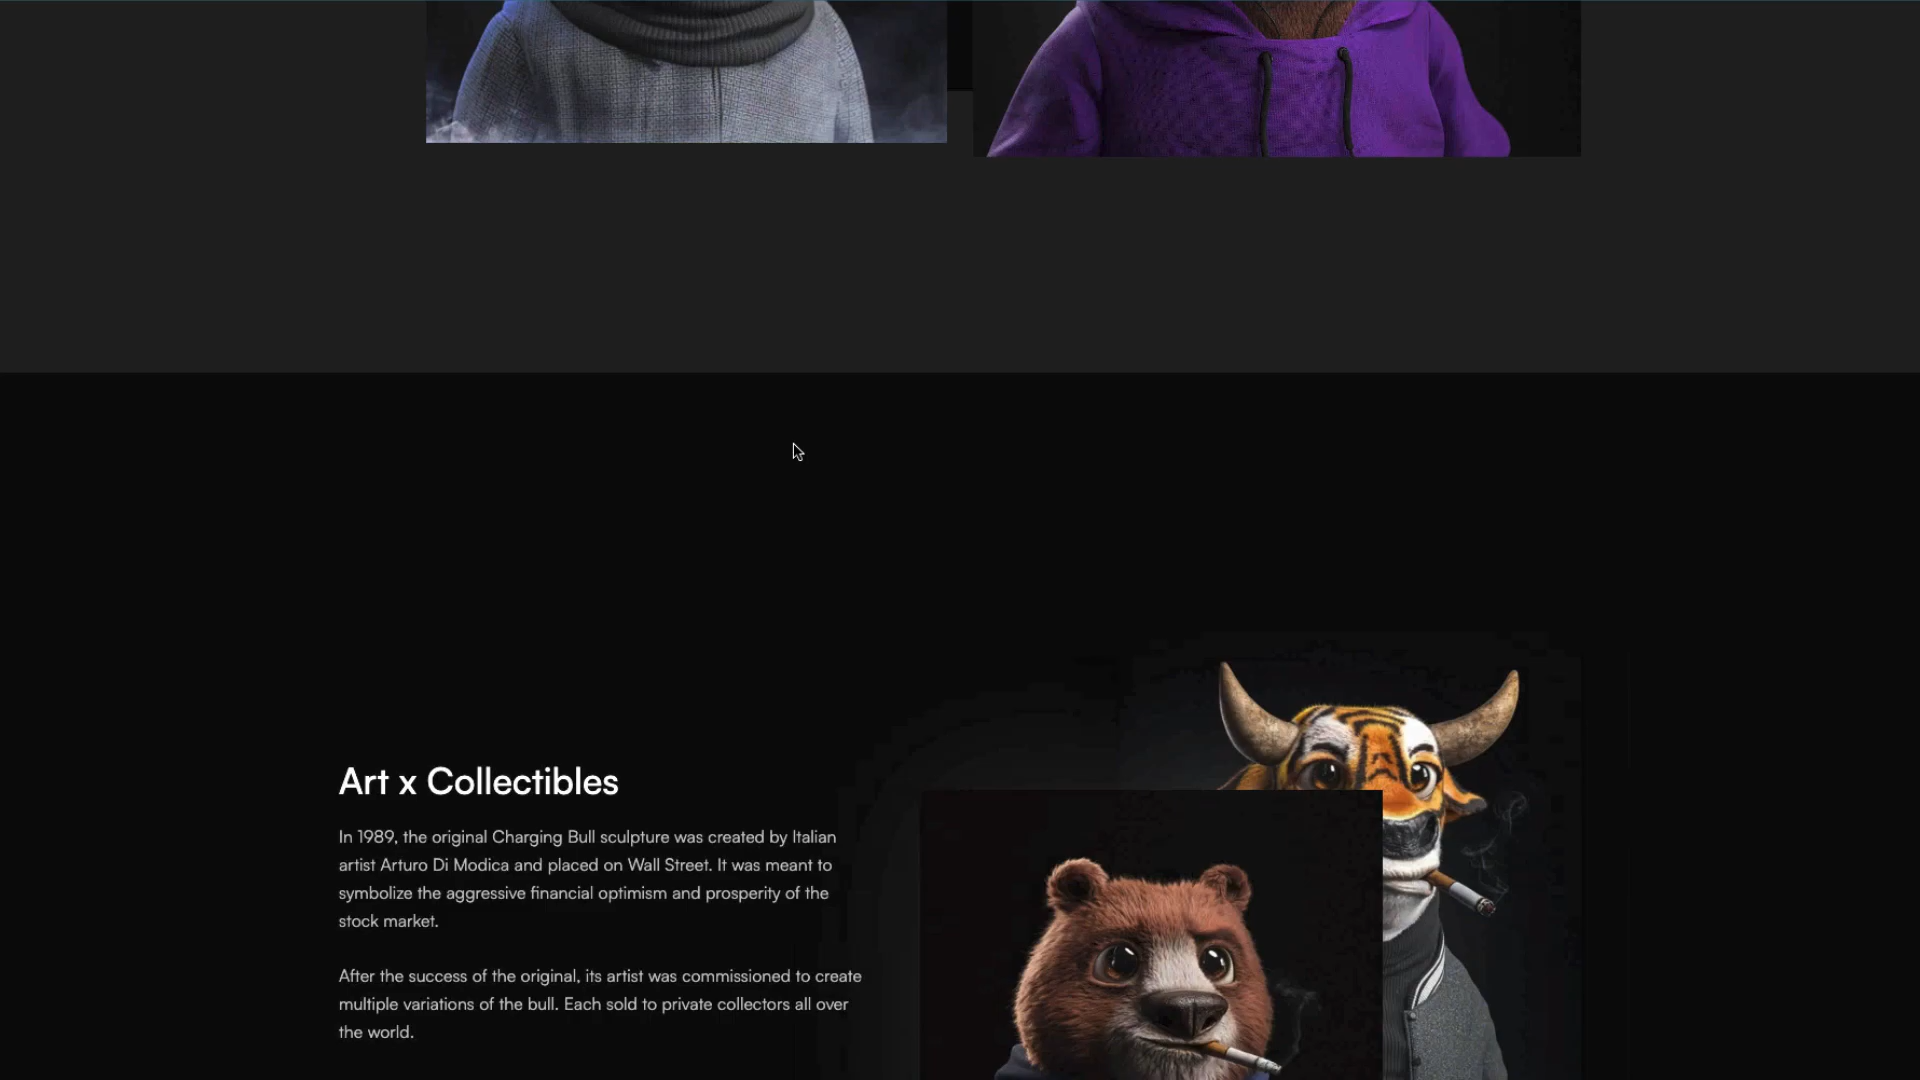 Art x Collectibles
In 1989, the original Charging Bull sculpture was created by Italian
artist Arturo Di Modica and placed on Wall Street. It was meant to
symbolize the aggressive financial optimism and prosperity of the
stock market.
After the success of the original, its artist was commissioned to create
multiple variations of the bull. Each sold to private collectors all over
the world.